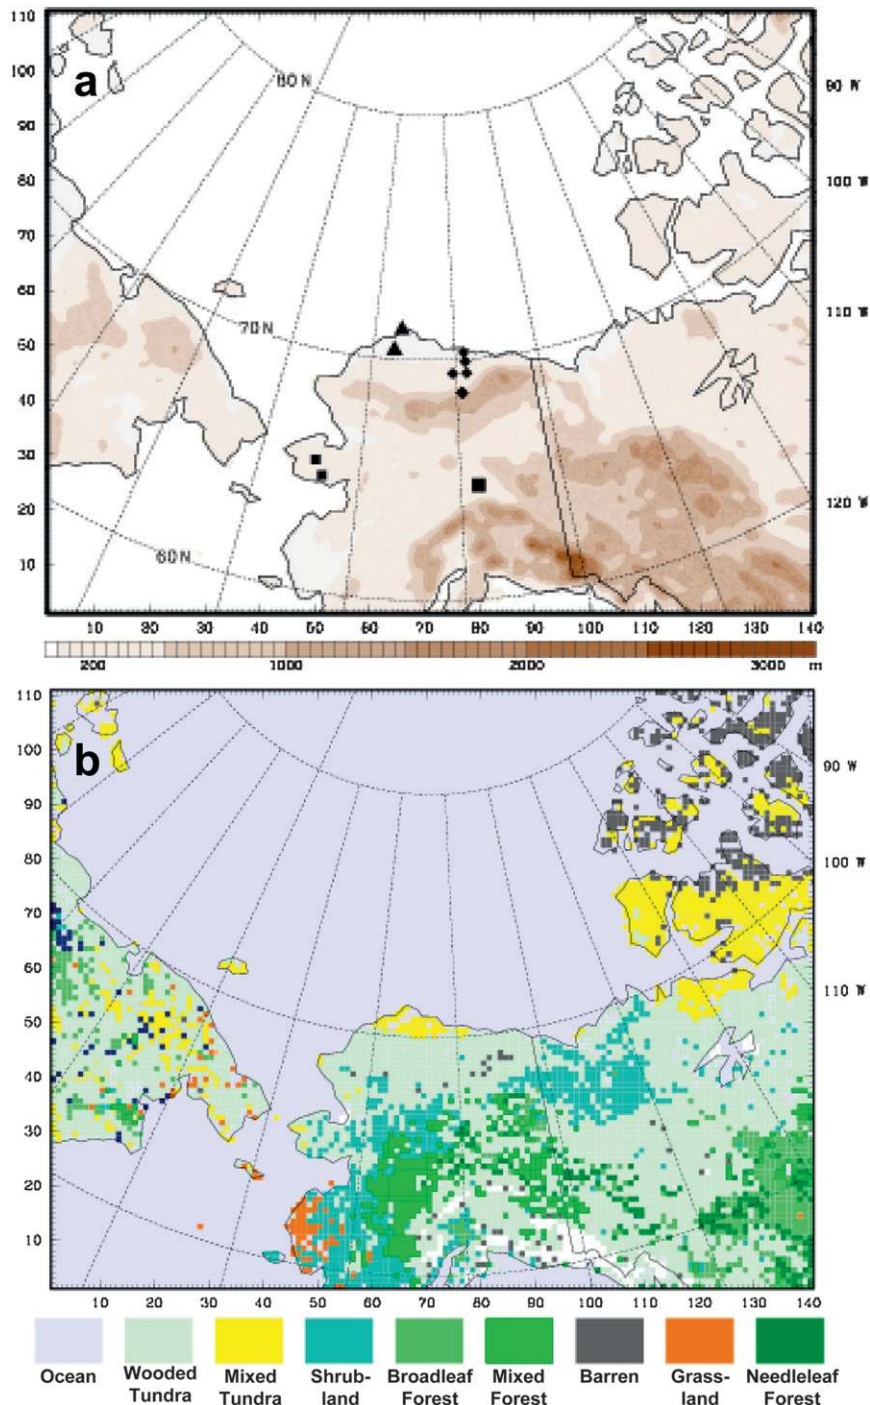 110
a
80N
100
90 W
90
80
100 W
70
60
70N
110 W
50
40
30
20
120 W
60N
10
10 20 30 40 50 60 70 80 90 100 110 120 130 140
200 1000 2000 3000 m
110
b
100
90 W
90
80
100 W
70
60
110 W
50
40
30
20
10
10 20 30 40 50 60 70 80 90 100 110 120 130 140
Ocean Wooded Mixed Shrub- Broadleaf Mixed Barren Grass- Needleleaf
Tundra Tundra land Forest Forest land Forest